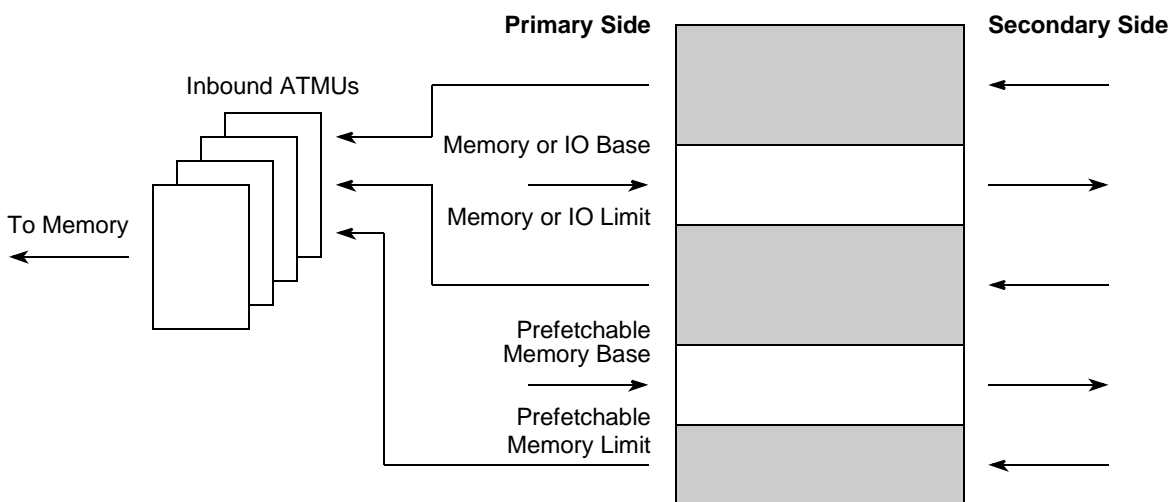 Primary Side
Secondary Side
Inbound ATMUs
Memory or IO Base
Memory or IO Limit
To Memory
Prefetchable
Memory Base
Prefetchable
Memory Limit